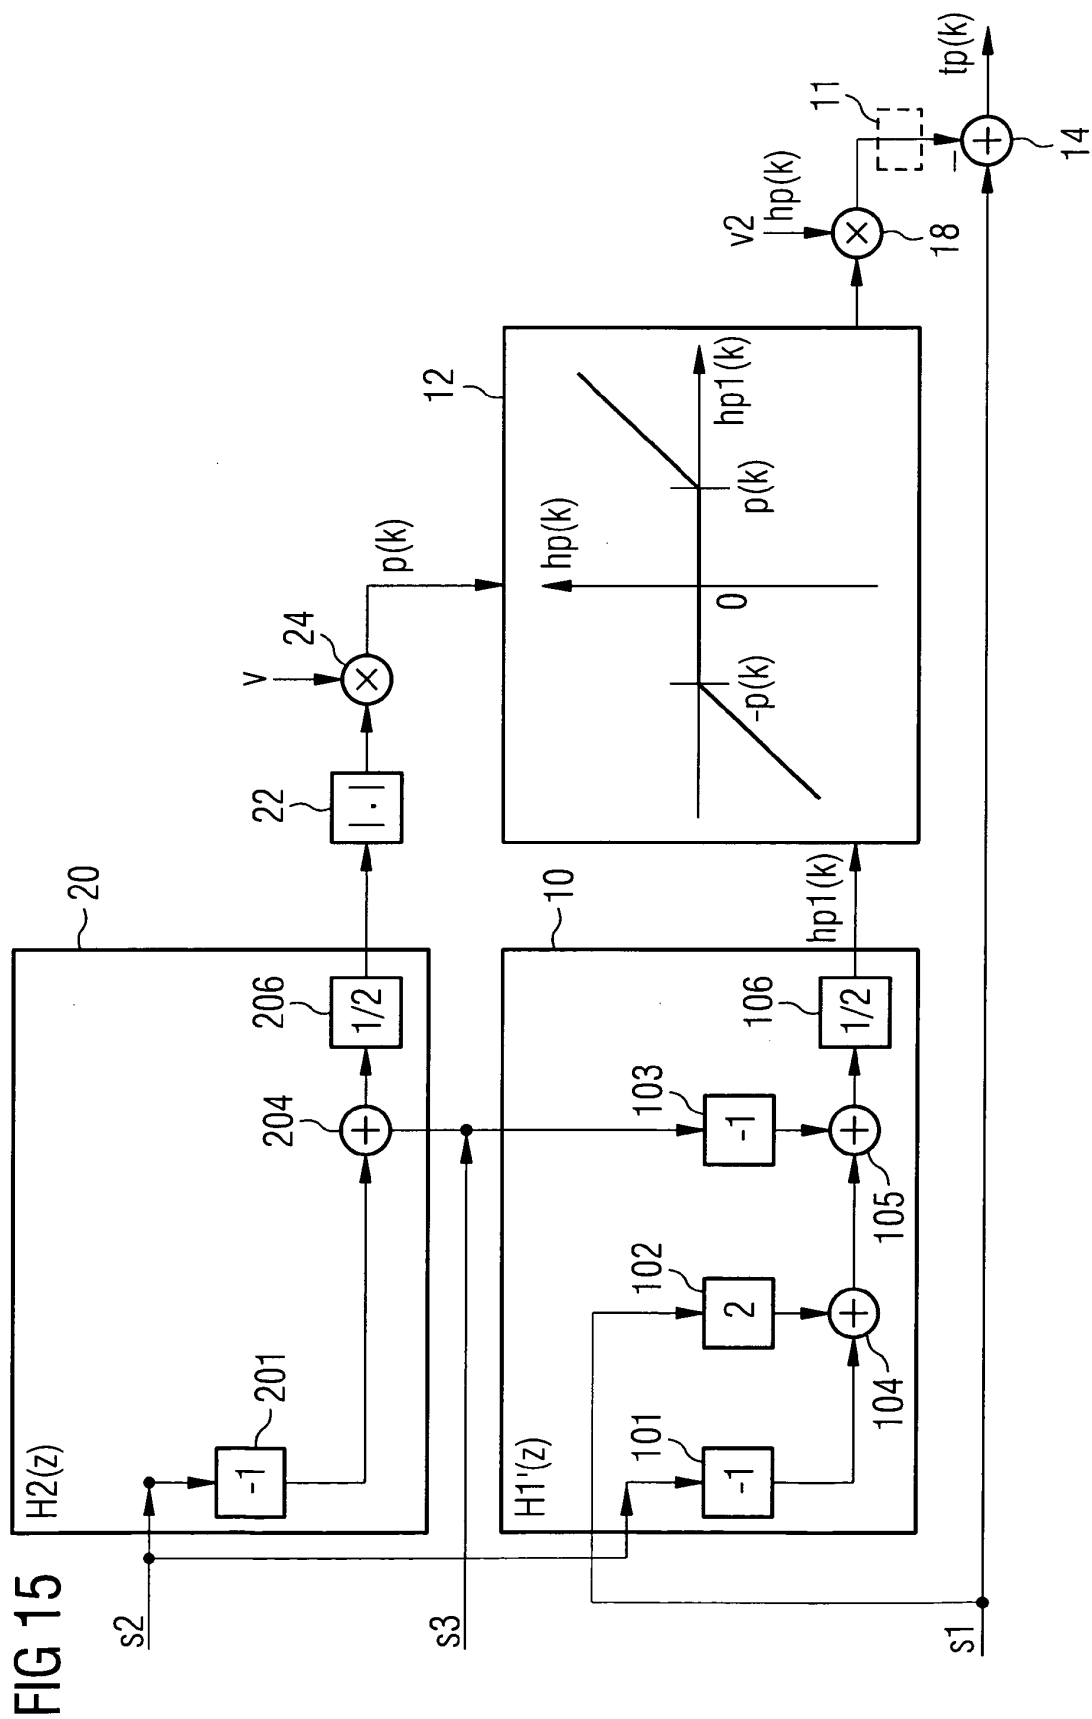 FIG 15
s2
s3
s1
H2(z)
20
-1
201
204
+
206
1/2
22
| . |
v
24
×
p(k)
H1'(z)
10
101
-1
102
2
103
-1
104
+
105
+
106
1/2
hp1(k)
12
hp(k)
hp1(k)
-p(k)
0
p(k)
v2
hp(k)
×
18
11
−
+
14
tp(k)